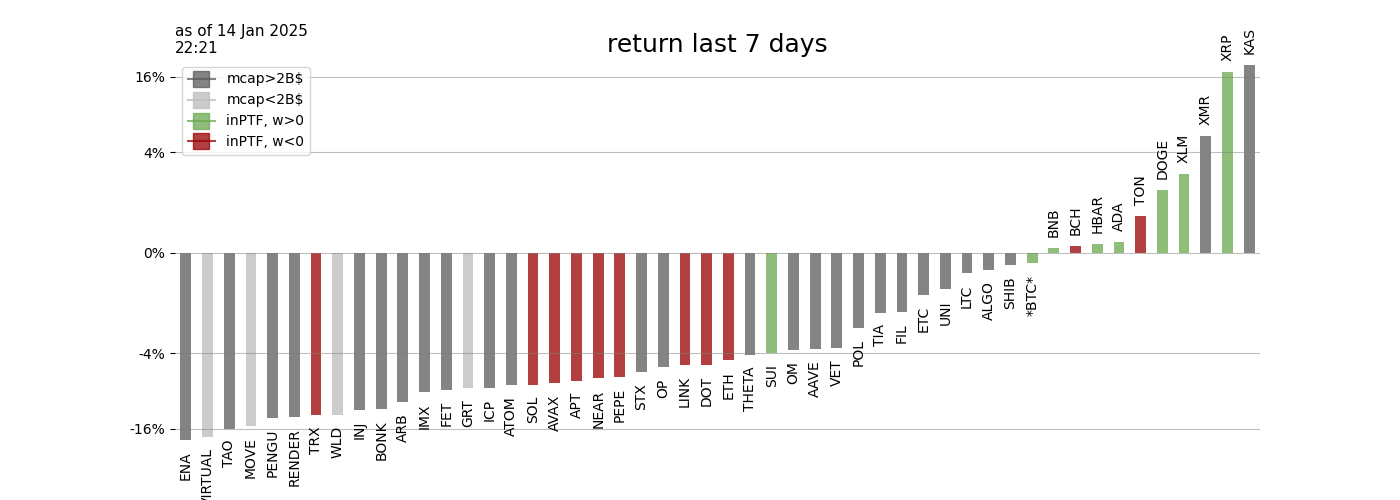 as of 14 Jan 2025
22:21
return last 7 days
mcap>2B$
mcap<2B$
inPTF, w>0
inPTF, w<0
16%
4%
0%
-4%
-16%
ENA
VIRTUAL
TAO
MOVE
PENGU
RENDER
TRX
WLD
INJ
BONK
ARB
IMX
FET
GRT
ICP
ATOM
SOL
AVAX
APT
NEAR
PEPE
STX
OP
LINK
DOT
ETH
THETA
SUI
OM
AAVE
VET
POL
TIA
FIL
ETC
UNI
LTC
ALGO
SHIB
*BTC*
BNB
BCH
HBAR
ADA
TON
DOGE
XLM
XMR
XRP
KAS